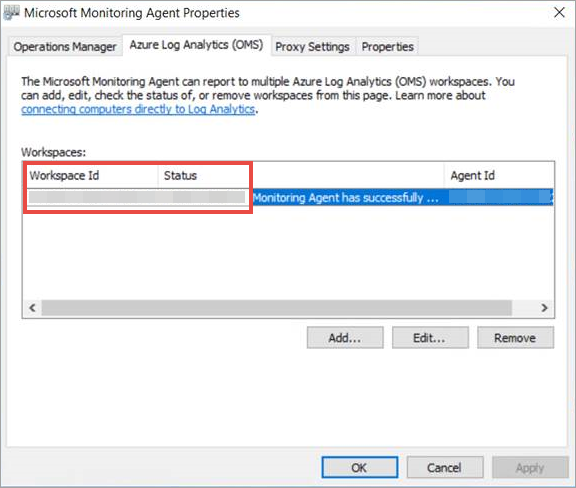 Microsoft Monitoring Agent Properties
Operations Manager Azure Log Analytics (OMS) Proxy Settings Properties
The Microsoft Monitoring Agent can report to multiple Azure Log Analytics (OMS) workspaces. You
can add, edit, check the status of, or remove workspaces from this page. Learn more about
connecting computers directly to Log Analytics.
Workspaces:
Workspace Id Status Agent Id
Monitoring Agent has successfully ...
Add... Edit... Remove
OK Cancel Apply